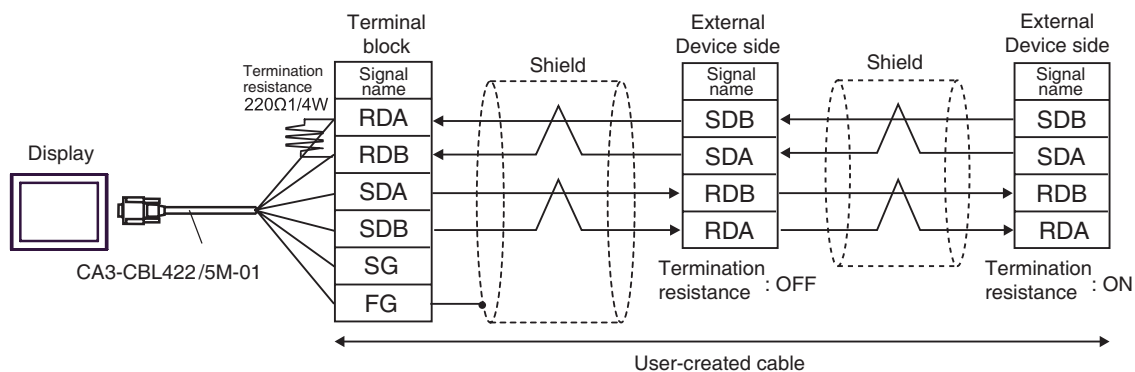 Terminal
block
External
Device side
External
Device side
Termination
resistance
220Ω1/4W
Signal
name
Shield
Signal
name
Shield
Signal
name
RDA
SDB
SDB
RDB
SDA
SDA
Display
SDA
RDB
RDB
SDB
RDA
RDA
CA3-CBL422/5M-01
SG
FG
Termination
resistance : OFF
Termination
resistance : ON
User-created cable